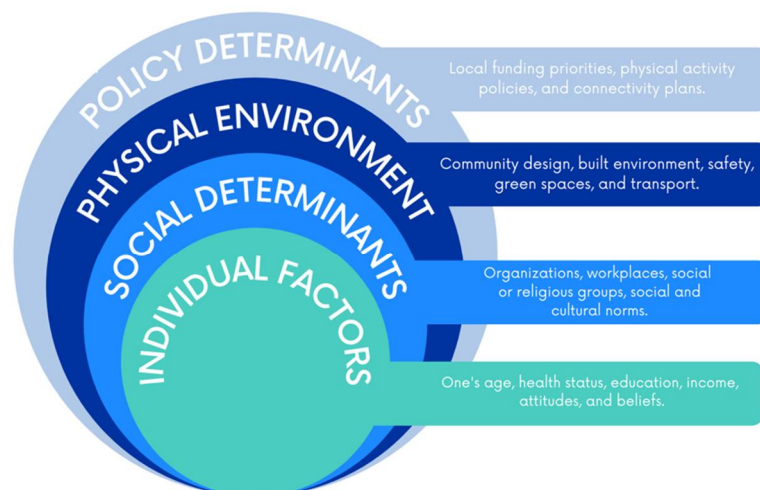 POLICY DETERMINANTS
Local funding priorities, physical activity
policies, and connectivity plans.
PHYSICAL ENVIRONMENT
Community design, built environment, safety,
green spaces, and transport.
SOCIAL DETERMINANTS
Organizations, workplaces, social
or religious groups, social and
cultural norms.
INDIVIDUAL FACTORS
One's age, health status, education, income,
attitudes, and beliefs.